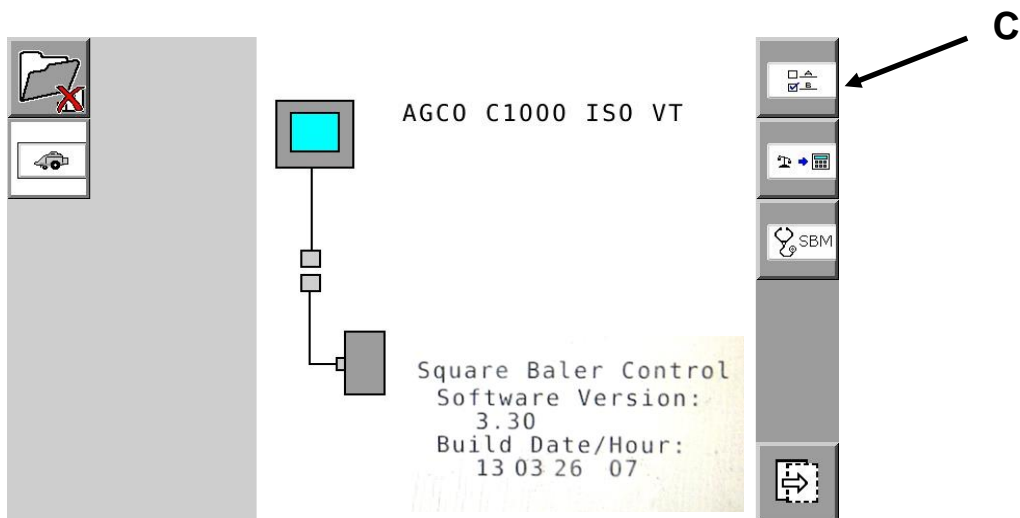 C
A
B
AGCO C1000 ISO VT
SBM
Square Baler Control
Software Version:
3.30
Build Date/Hour:
13 03 26 07